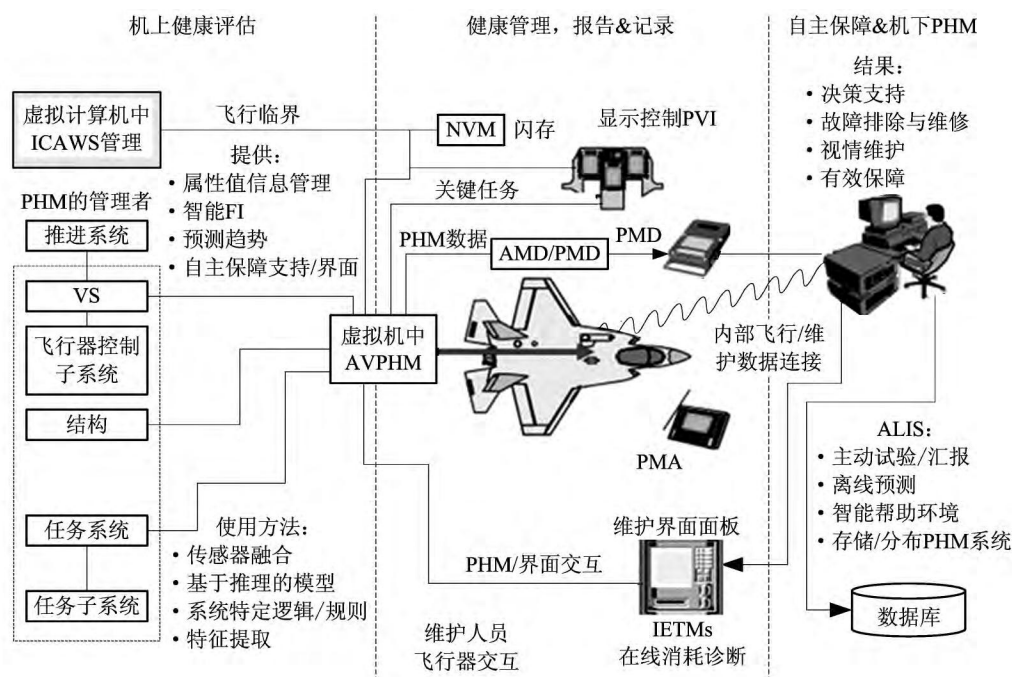 机上健康评估
健康管理，报告&记录
自主保障&机下PHM
虚拟计算机中
ICAWS管理
飞行临界
NVM
闪存
显示控制PVI
结果：
·决策支持
·故障排除与维修
·视情维护
·有效保障
提供：
·属性值信息管理
·智能FI
·预测趋势
·自主保障支持/界面
PHM的管理者
推进系统
VS
飞行器控制
子系统
结构
任务系统
任务子系统
关键任务
PHM数据
AMD/PMD
PMD
虚拟机中
AVPHM
内部飞行/维
护数据连接
PMA
ALIS：
·主动试验/汇报
·离线预测
·智能帮助环境
·存储/分布PHM系统
使用方法：
·传感器融合
·基于推理的模型
·系统特定逻辑/规则
·特征提取
PHM/界面交互
维护界面面板
IETMs
在线消耗诊断
维护人员
飞行器交互
数据库